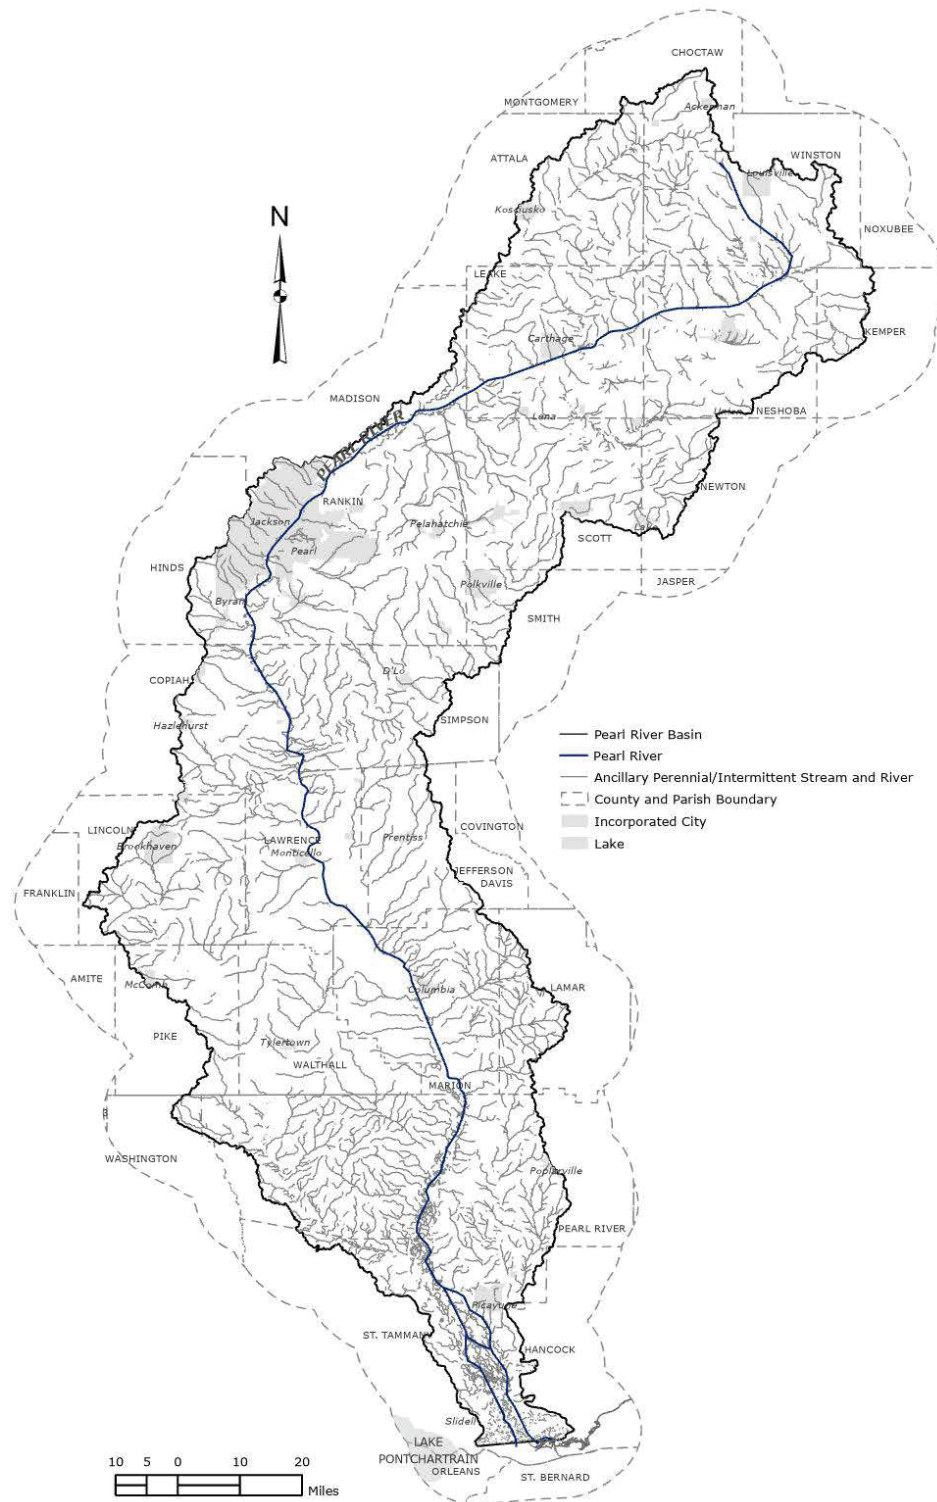 CHOCTAW
MONTGOMERY
Ackerman
ATTALA
WINSTON
Louisville
Kosciusko
NOXUBEE
N
LEAKE
KEMPER
Carthage
MADISON
NESHOBA
Lena
Union
PEARL RIVER
NEWTON
RANKIN
Jackson
Pelahatchie
Lake
SCOTT
Pearl
HINDS
JASPER
Polkville
Byram
SMITH
D'Lo
COPIAH
SIMPSON
Hazlehurst
Pearl River Basin
Pearl River
Ancillary Perennial/Intermittent Stream and River
County and Parish Boundary
Incorporated City
Lake
LINCOLN
COVINGTON
LAWRENCE
Prentiss
Brookhaven
Monticello
JEFFERSON
DAVIS
FRANKLIN
AMITE
McComb
Columbia
LAMAR
PIKE
Tylertown
WALTHALL
MARION
WASHINGTON
Poplarville
PEARL RIVER
Picayune
ST. TAMMAN
HANCOCK
Slidell
LAKE
PONTCHARTRAIN
ORLEANS
ST. BERNARD
10 5 0 10 20
Miles